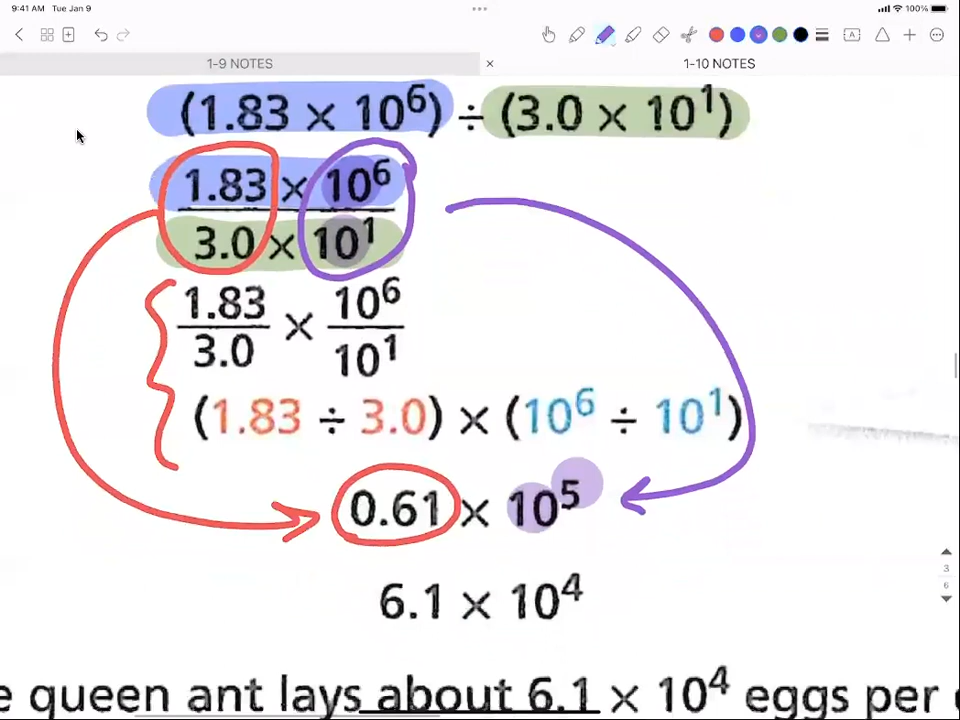 9:41 AM Tue Jan 9
100%
1-9 NOTES
1-10 NOTES
(1.83 × 10⁶) ÷ (3.0 × 10¹)
1.83 × 10⁶
3.0 × 10¹
1.83 × 10⁶
3.0 10¹
(1.83 ÷ 3.0) × (10⁶ ÷ 10¹)
0.61 × 10⁵
6.1 × 10⁴
3
6
e queen ant lays about 6.1 × 10⁴ eggs per